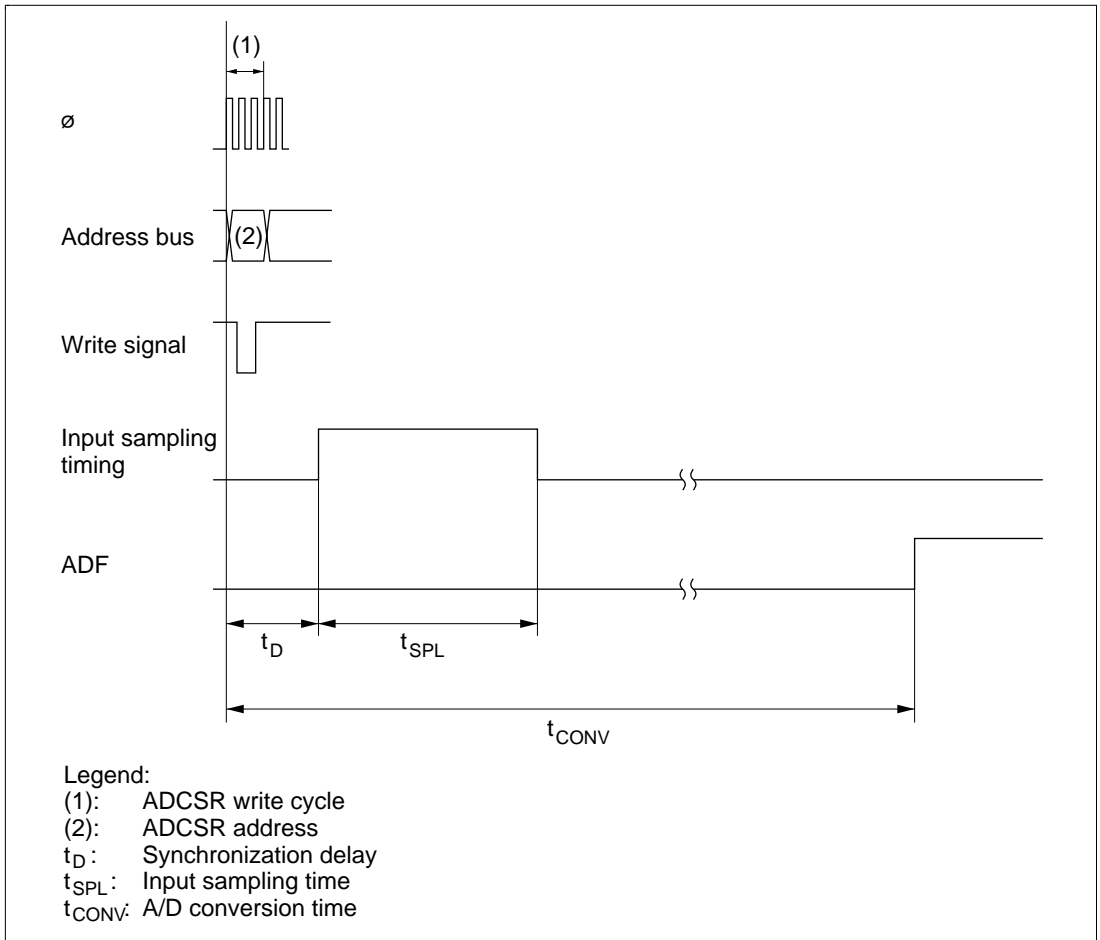 (1)
ø
Address bus
(2)
Write signal
Input sampling
timing
ADF
tD
tSPL
tCONV
Legend:
(1): ADCSR write cycle
(2): ADCSR address
tD : Synchronization delay
tSPL : Input sampling time
tCONV: A/D conversion time